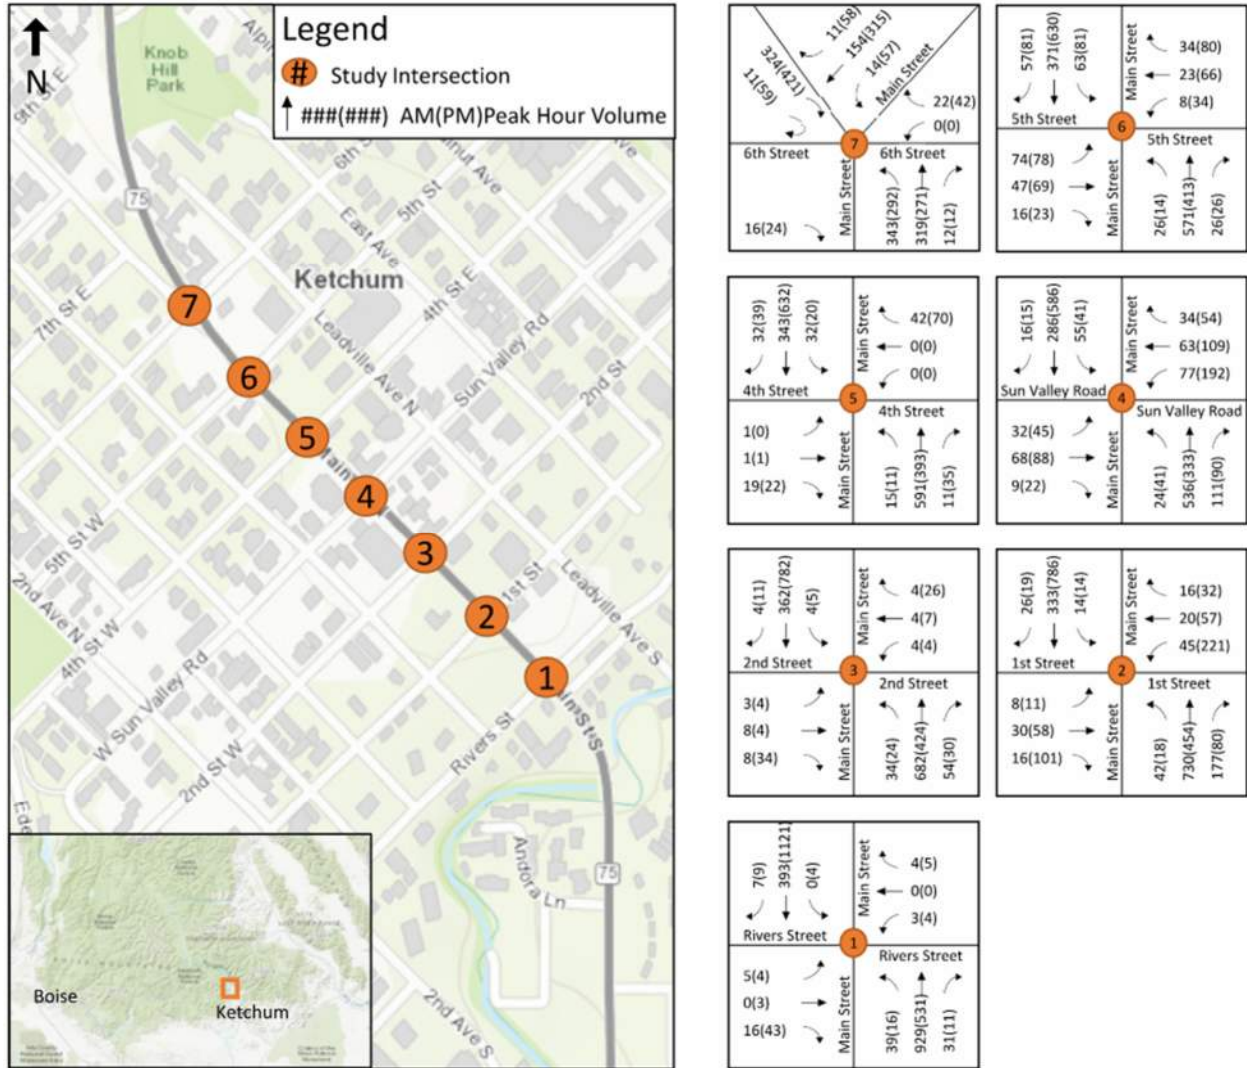 N
Legend
# Study Intersection
###(###) AM(PM)Peak Hour Volume
Knob
Hill
Park
9th St E
75
6th St
5th St
Ave
East Ave
4th St E
Ketchum
7th St E
Leadville Ave N
Sun Valley Rd
2nd St
7
6
5
4
3
2
1
1st St
Leadville Ave S
5th St W
2nd Ave N
4th St W
W Sun Valley Rd
2nd St W
Rivers St
n St S
Andora Ln
75
2nd Ave S
Boise
Ketchum
11(58)
154(315)
14(57)
324(421)
11(59)
Main Street
22(42)
0(0)
7
6th Street
6th Street
Main Street
16(24)
343(292)
319(271)
12(12)
57(81)
371(630)
63(81)
Main Street
34(80)
23(66)
8(34)
5th Street
6
5th Street
74(78)
47(69)
16(23)
Main Street
26(14)
571(413)
26(26)
32(39)
343(632)
32(20)
Main Street
42(70)
0(0)
0(0)
4th Street
5
4th Street
1(0)
1(1)
19(22)
Main Street
15(11)
591(393)
11(35)
16(15)
286(586)
55(41)
Main Street
34(54)
63(109)
77(192)
Sun Valley Road
4
Sun Valley Road
32(45)
68(88)
9(22)
Main Street
24(41)
536(333)
111(90)
4(11)
362(782)
4(5)
Main Street
4(26)
4(7)
4(4)
2nd Street
3
2nd Street
3(4)
8(4)
8(34)
Main Street
34(24)
682(424)
54(30)
26(19)
333(786)
14(14)
Main Street
16(32)
20(57)
45(221)
1st Street
2
1st Street
8(11)
30(58)
16(101)
Main Street
42(18)
730(454)
177(80)
7(9)
393(1121)
0(4)
Main Street
4(5)
0(0)
3(4)
Rivers Street
1
Rivers Street
5(4)
0(3)
16(43)
Main Street
39(16)
929(531)
31(11)